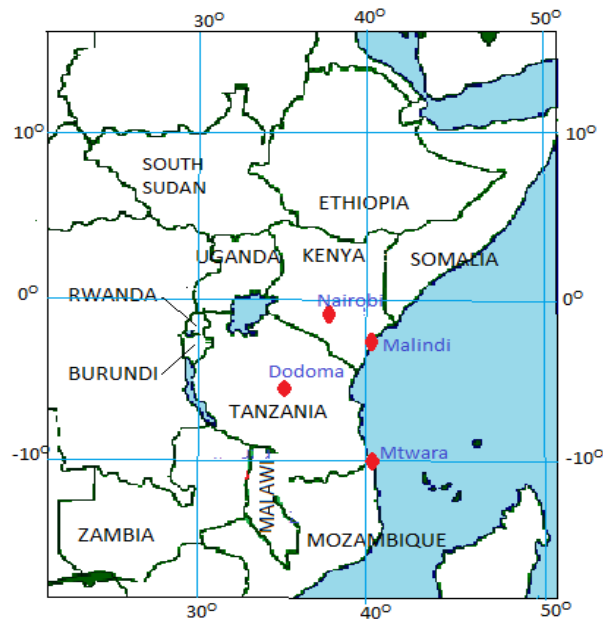 30°
40°
50°
10°
10°
SOUTH
SUDAN
ETHIOPIA
UGANDA
KENYA
SOMALIA
RWANDA
0°
0°
Nairobi
Malindi
BURUNDI
Dodoma
TANZANIA
Mtwara
-10°
-10°
MALAWI
ZAMBIA
MOZAMBIQUE
30°
40°
50°